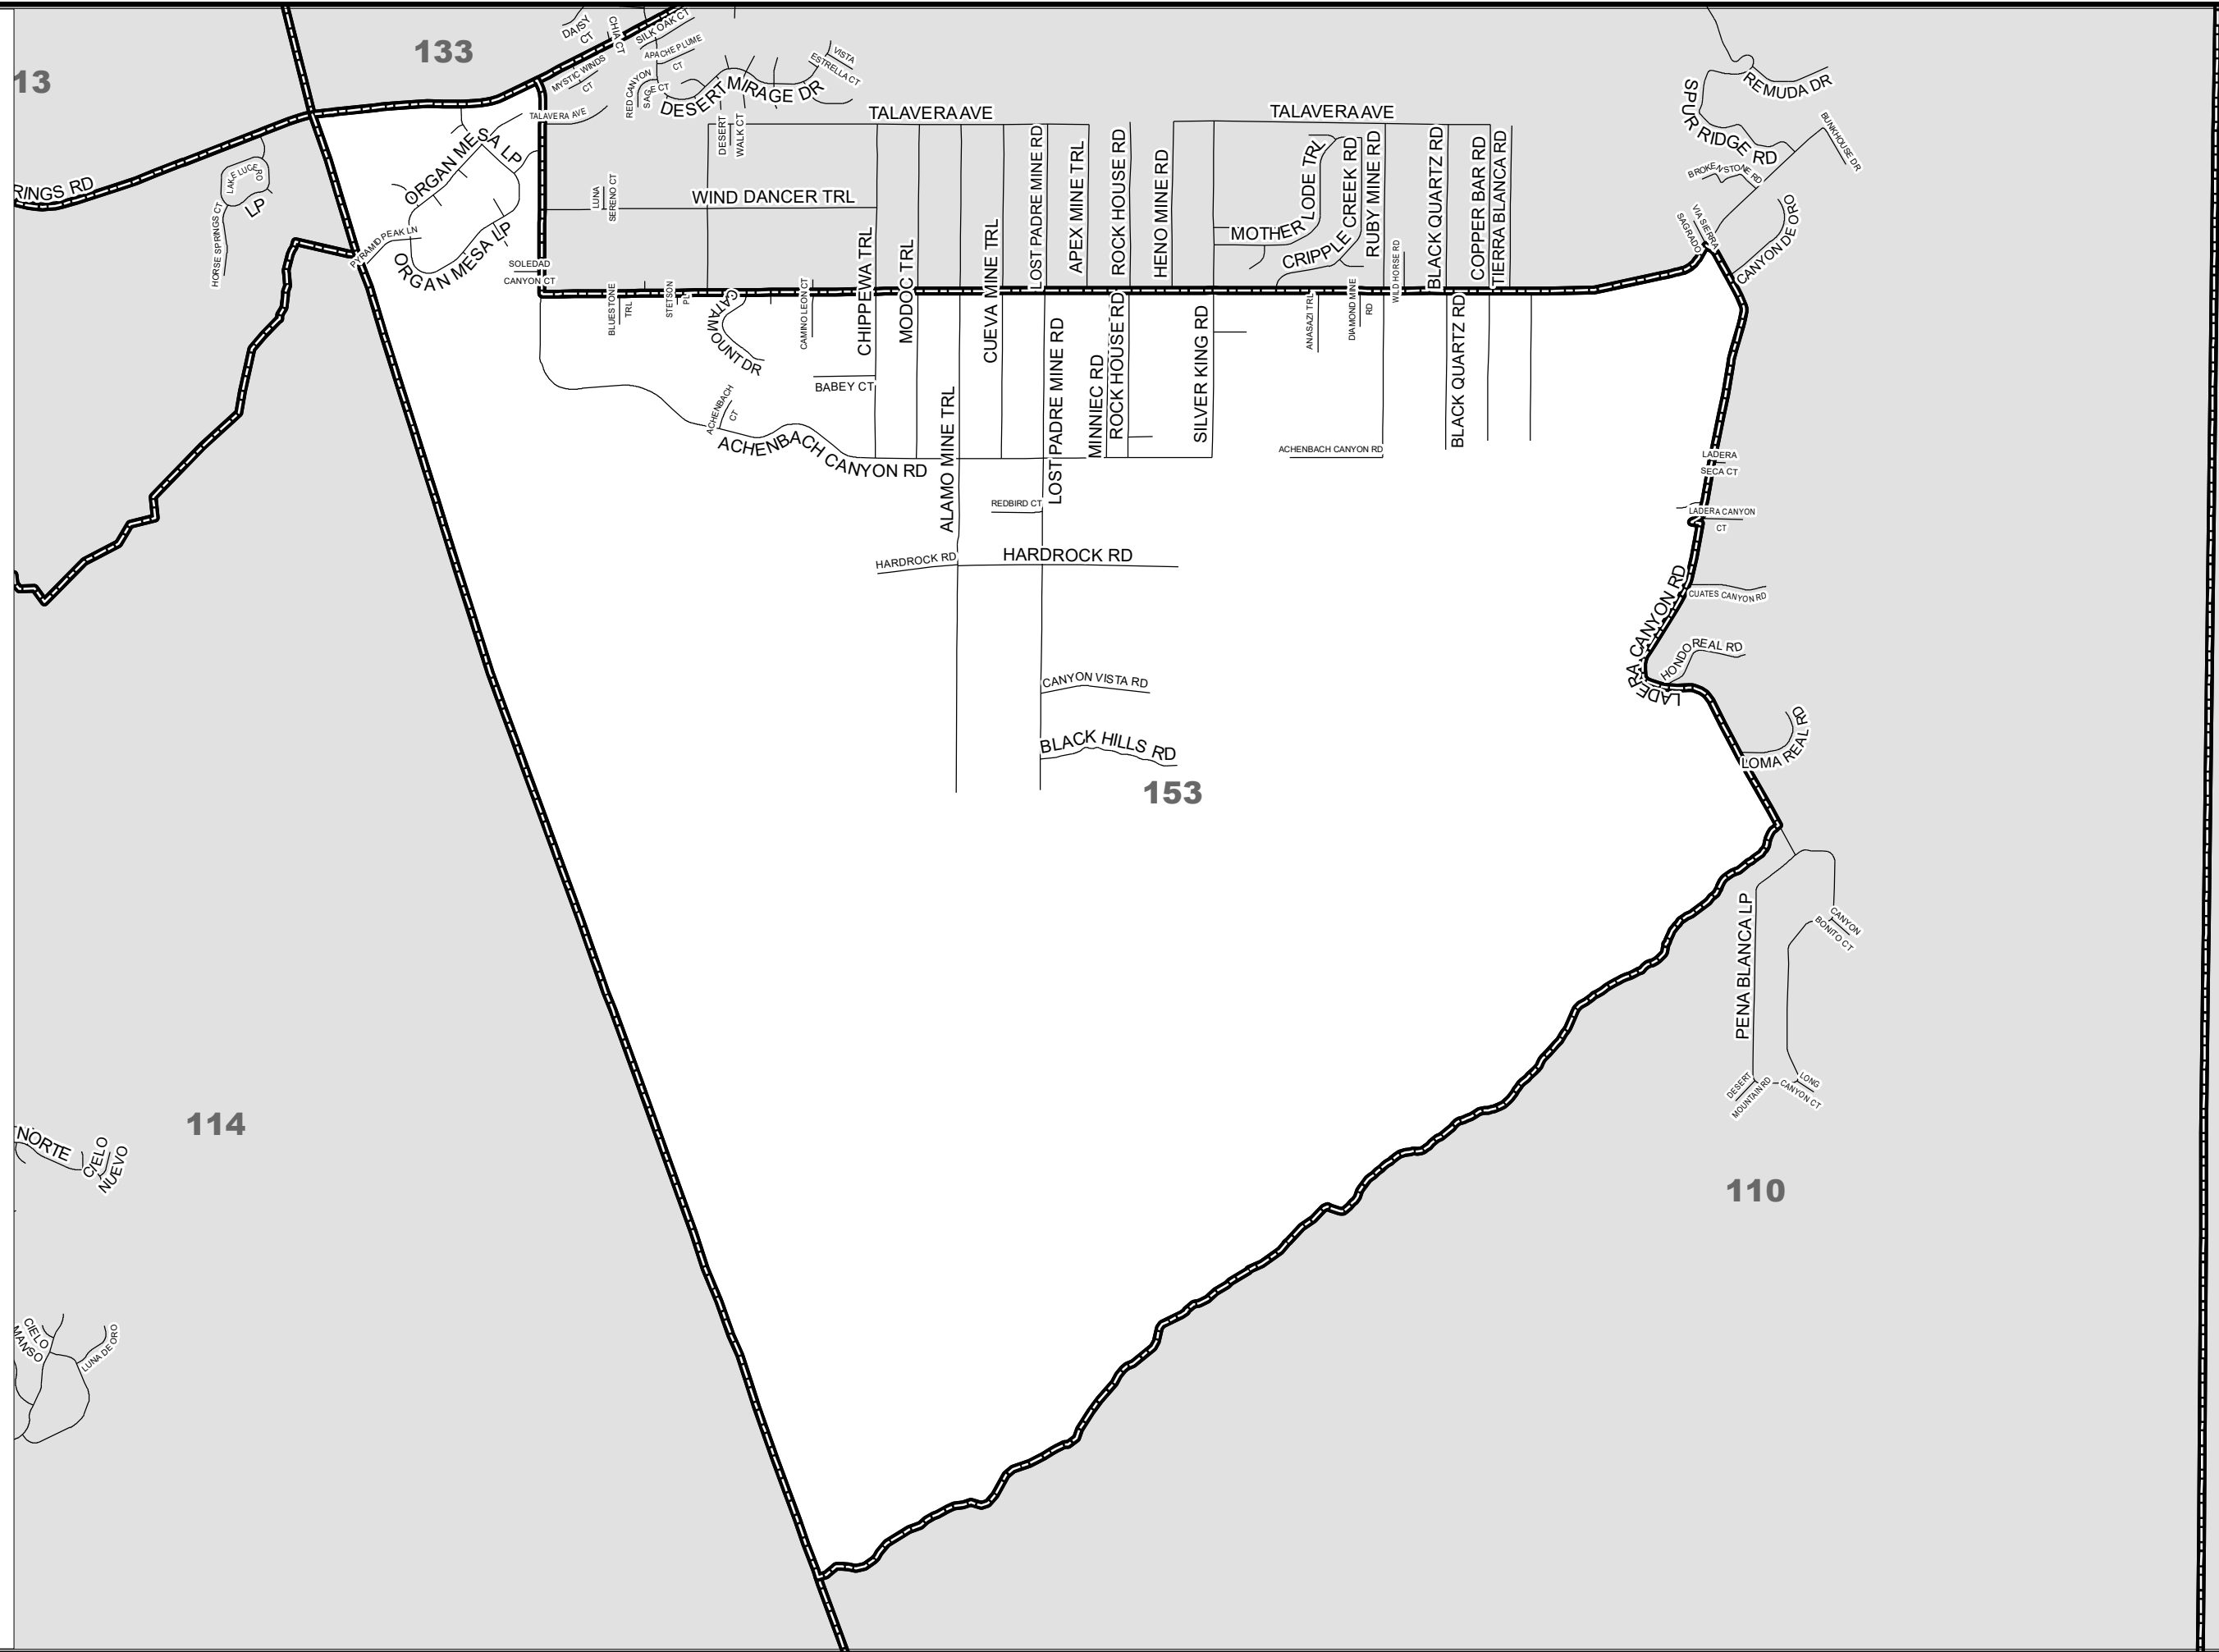 133
13
DAISY
CT
CHIA CT
SILK OAK CT
APACHE PLUME
CT
MYSTIC WINDS
CT
RED CANYON
SAGE CT
DESERT MIRAGE DR
VISTA
ESTRELLA CT
REMUDA DR
SPUR RIDGE RD
BUNKHOUSE DR
BROKEN STONE RD
TALAVERA AVE
TALAVERA AVE
TALAVERA AVE
DESERT
WALK CT
ORGAN MESA LP
ORGAN MESA LP
PYRAMID PEAK LN
LAKE LUCERO
LP
HORSE SPRINGS CT
RINGS RD
LUNA
SERENO CT
WIND DANCER TRL
SOLEDAD
CANYON CT
LOST PADRE MINE RD
APEX MINE TRL
ROCK HOUSE RD
HENO MINE RD
MOTHER LODE TRL
CRIPPLE CREEK RD
RUBY MINE RD
WILD HORSE RD
BLACK QUARTZ RD
COPPER BAR RD
TIERRA BLANCA RD
VIA SIERRA
SAGRADO
CANYON DE ORO
BLUESTONE
TRL
STETSON
PL
CATAMOUNT DR
CAMINO LEON CT
CHIPPEWA TRL
MODOC TRL
CUEVA MINE TRL
ALAMO MINE TRL
LOST PADRE MINE RD
MINNIEC RD
ROCK HOUSE RD
SILVER KING RD
ANASAZI TRL
DIAMOND MINE
RD
BLACK QUARTZ RD
BABEY CT
ACHENBACH
CT
ACHENBACH CANYON RD
ACHENBACH CANYON RD
LADERA
SECA CT
LADERA CANYON
CT
REDBIRD CT
HARDROCK RD
HARDROCK RD
CUATES CANYON RD
LADERA CANYON RD
HONDO REAL RD
CANYON VISTA RD
LOMA REAL RD
BLACK HILLS RD
153
PENA BLANCA LP
CANYON
BONITO CT
DESERT
MOUNTAIN RD
LONG
CANYON CT
114
110
NORTE
CIELO
NUEVO
CIELO
MANSO
LUNA DE ORO